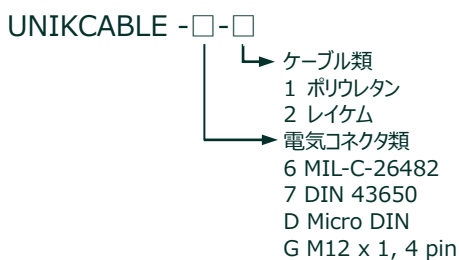 UNIKCABLE -□-□
ケーブル類
1 ポリウレタン
2 レイケム
電気コネクタ類
6 MIL-C-26482
7 DIN 43650
D Micro DIN
G M12 x 1, 4 pin